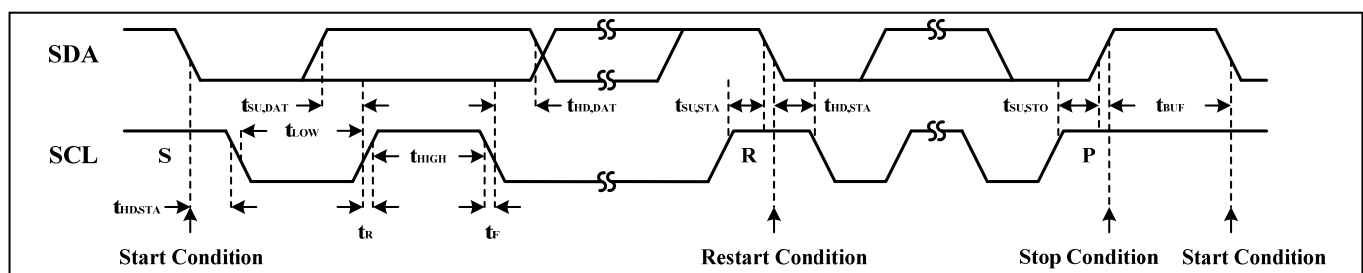 SDA
tSU,DAT tHD,DAT tSU,STA tHD,STA tSU,STO tBUF
tLOW
SCL S tHIGH R P
tHD,STA
tR tF
Start Condition Restart Condition Stop Condition Start Condition